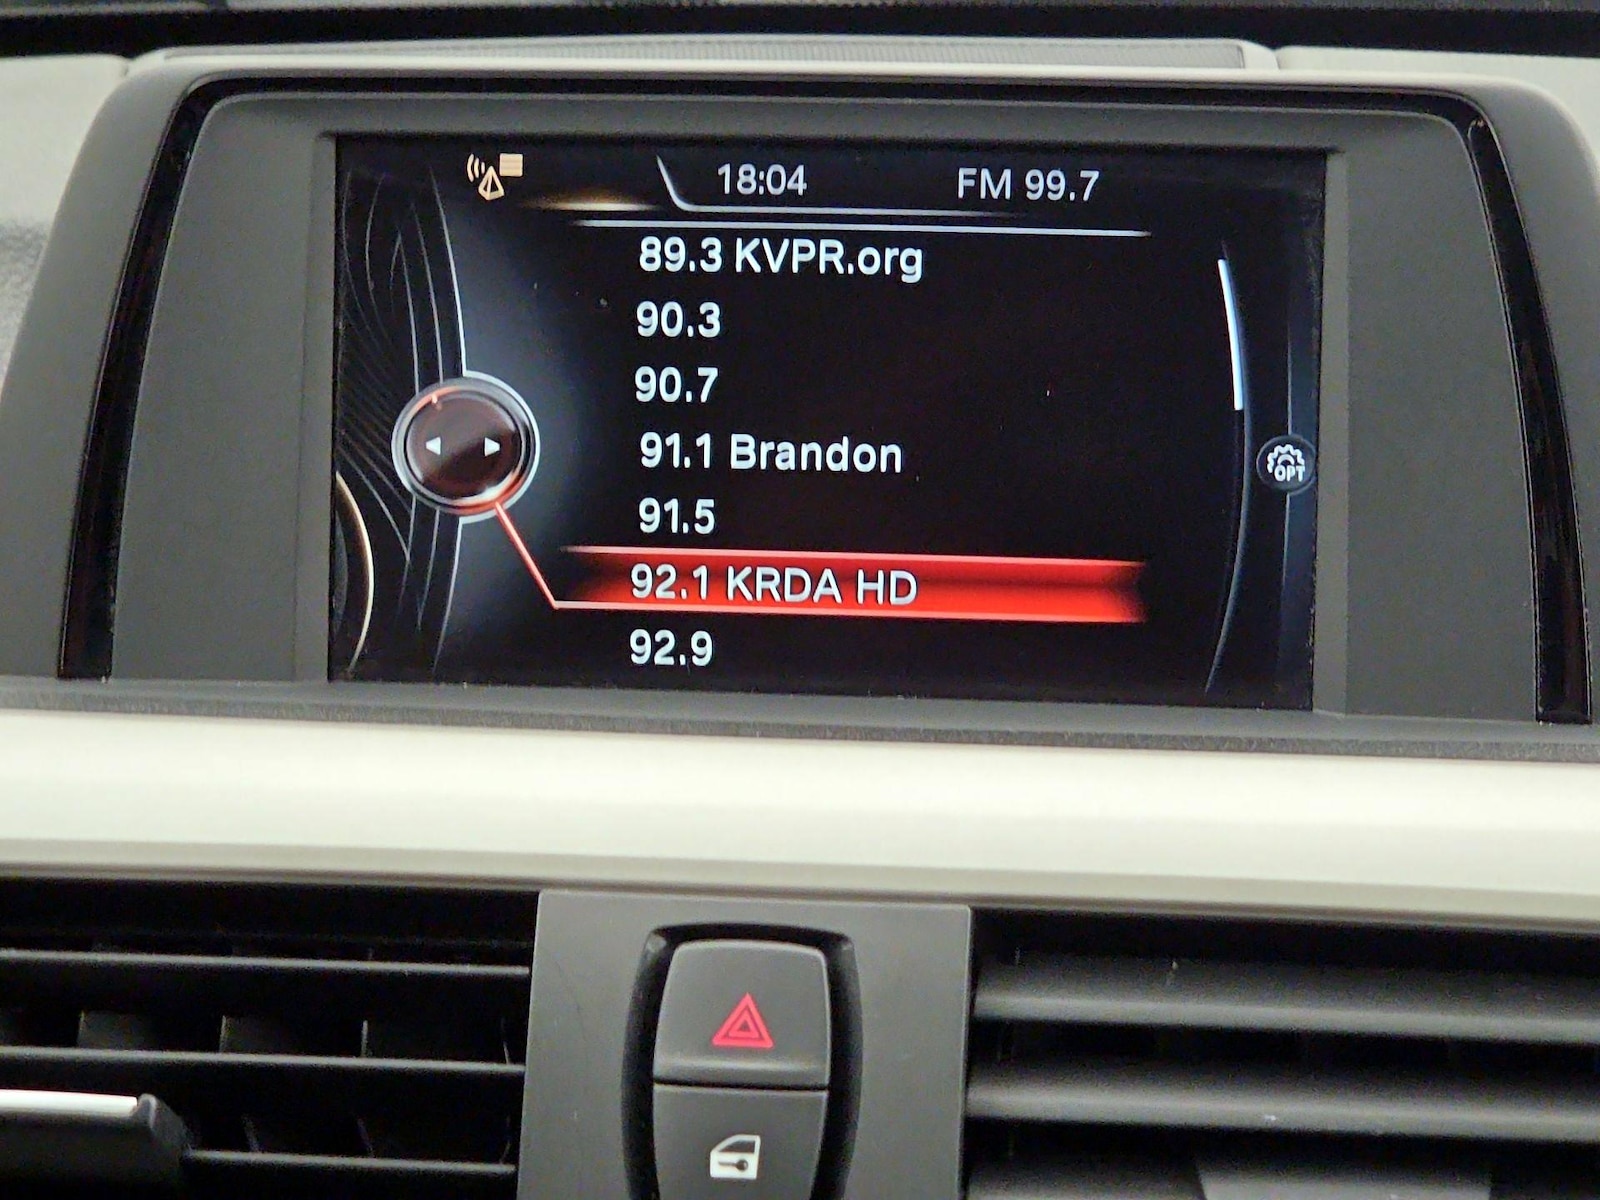 18:04 FM 99.7
89.3 KVPR.org
90.3
90.7
91.1 Brandon
91.5
OPT
92.1 KRDA HD
92.9